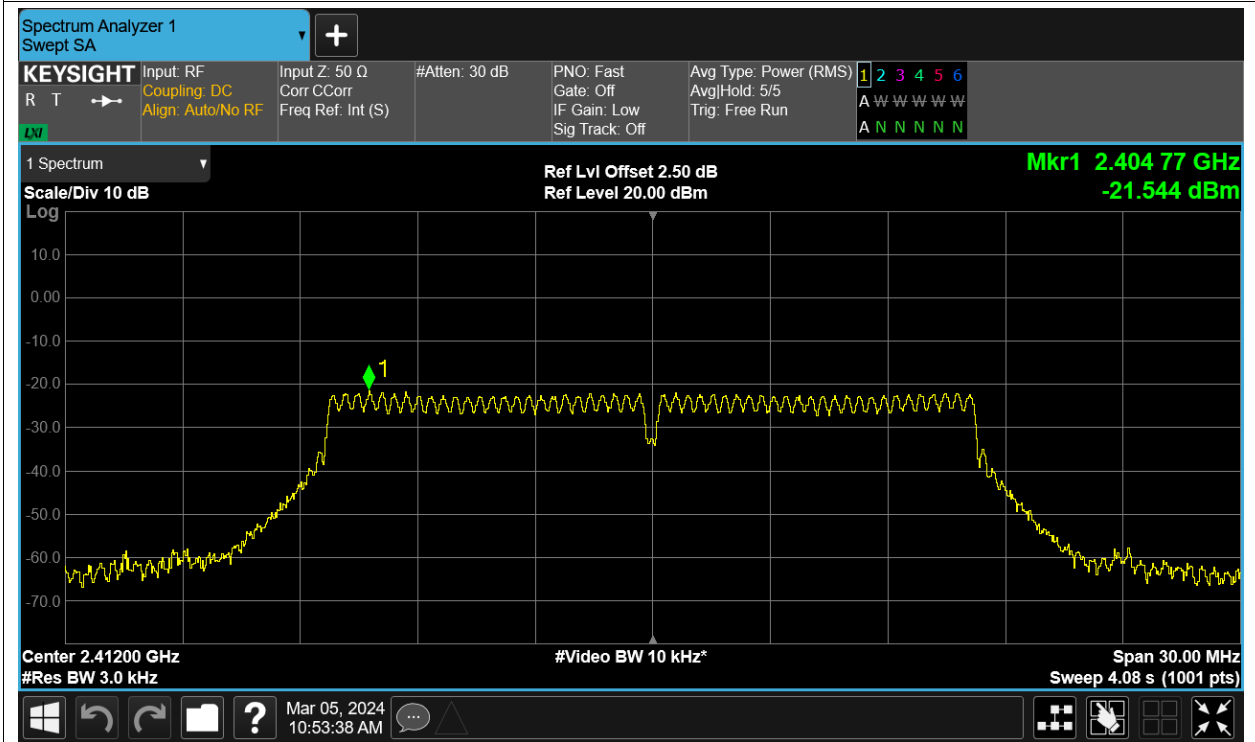 Spectrum Analyzer 1
Swept SA
KEYSIGHT
R T
LXI
Input: RF
Coupling: DC
Align: Auto/No RF
Input Z: 50 Ω
Corr CCorr
Freq Ref: Int (S)
#Atten: 30 dB
PNO: Fast
Gate: Off
IF Gain: Low
Sig Track: Off
Avg Type: Power (RMS)
Avg|Hold: 5/5
Trig: Free Run
1 2 3 4 5 6
A W W W W W
A N N N N N
1 Spectrum
Scale/Div 10 dB
Log
Ref Lvl Offset 2.50 dB
Ref Level 20.00 dBm
Mkr1 2.404 77 GHz
-21.544 dBm
10.0
0.00
-10.0
-20.0
-30.0
-40.0
-50.0
-60.0
-70.0
1
Center 2.41200 GHz
#Res BW 3.0 kHz
#Video BW 10 kHz*
Span 30.00 MHz
Sweep 4.08 s (1001 pts)
?
Mar 05, 2024
10:53:38 AM